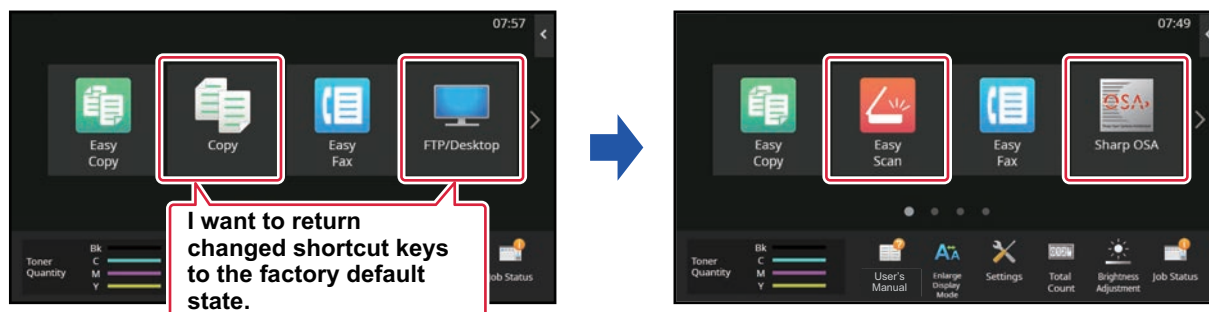 07:57
Easy
Copy
Copy
Easy
Fax
FTP/Desktop
I want to return
changed shortcut keys
to the factory default
state.
Toner
Quantity
Bk
C
M
Y
Job Status
07:49
Easy
Copy
Easy
Scan
Easy
Fax
OSA
Sharp OSA
Toner
Quantity
Bk
C
M
Y
User's
Manual
Enlarge
Display
Mode
Settings
Total
Count
Brightness
Adjustment
Job Status